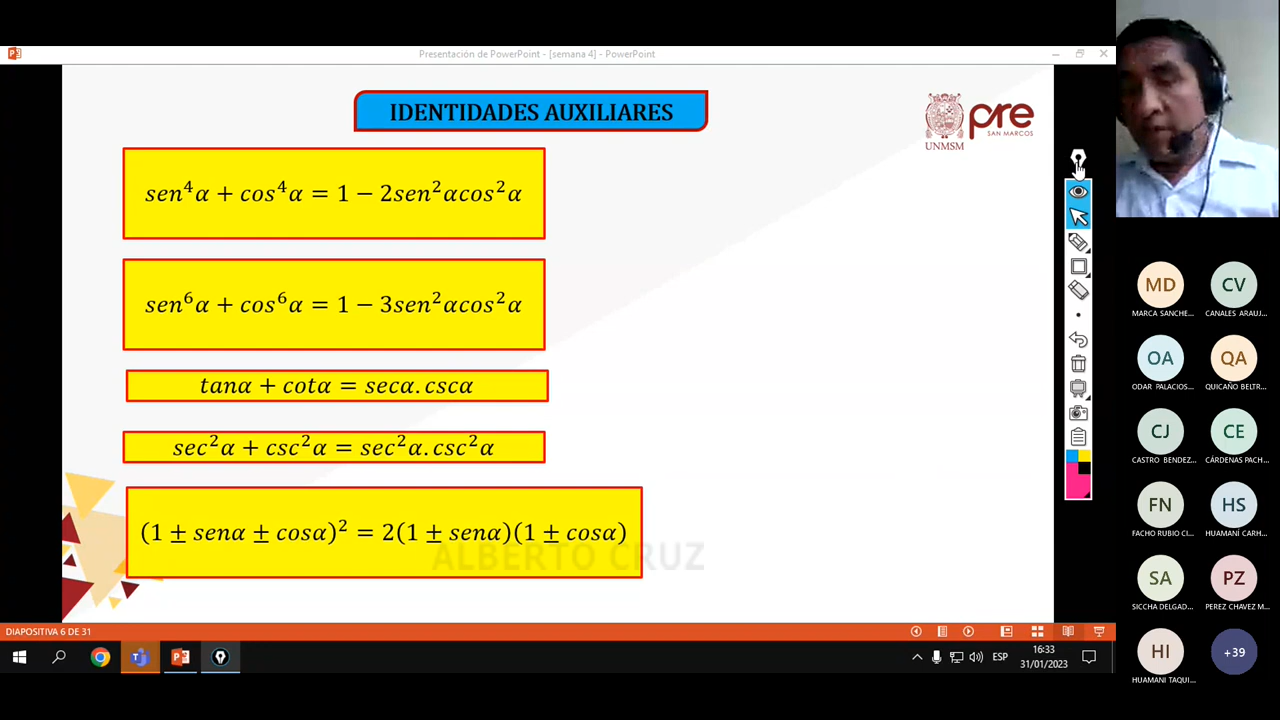 Presentación de PowerPoint - [semana 4] - PowerPoint
IDENTIDADES AUXILIARES
pre
SAN MARCOS
UNMSM
sen⁴α + cos⁴α = 1 − 2sen²αcos²α
sen⁶α + cos⁶α = 1 − 3sen²αcos²α
tanα + cotα = secα.cscα
sec²α + csc²α = sec²α.csc²α
(1 ± senα ± cosα)² = 2(1 ± senα)(1 ± cosα)
ALBERTO CRUZ
DIAPOSITIVA 6 DE 31
ESP
16:33
31/01/2023
MD
MARCA SANCHE...
CV
CANALES ARAUJ...
OA
ODAR PALACIOS...
QA
QUICAÑO BELTR...
CJ
CASTRO BENDEZ...
CE
CÁRDENAS PACH...
FN
FACHO RUBIO CI...
HS
HUAMANÍ CARH...
SA
SICCHA DELGAD...
PZ
PEREZ CHAVEZ M...
HI
HUAMANI TAQUI...
+39